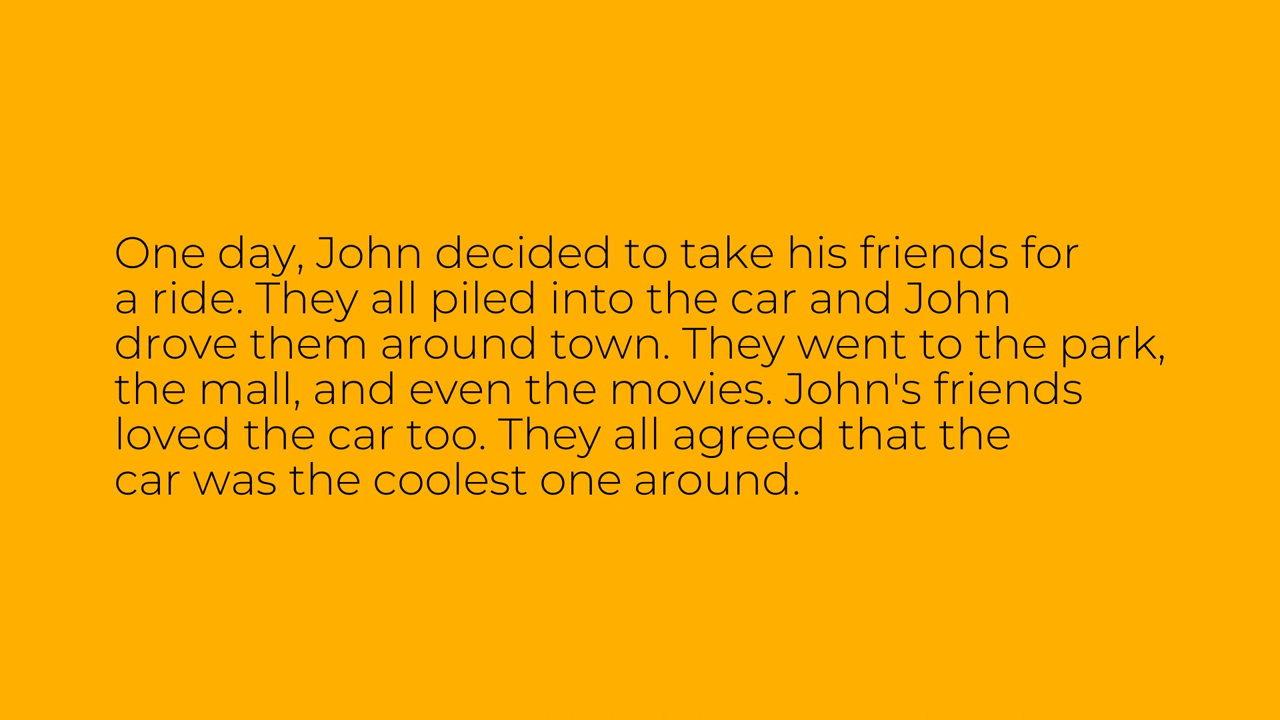 One day, John decided to take his friends for
a ride. They all piled into the car and John
drove them around town. They went to the park,
the mall, and even the movies. John's friends
loved the car too. They all agreed that the
car was the coolest one around.